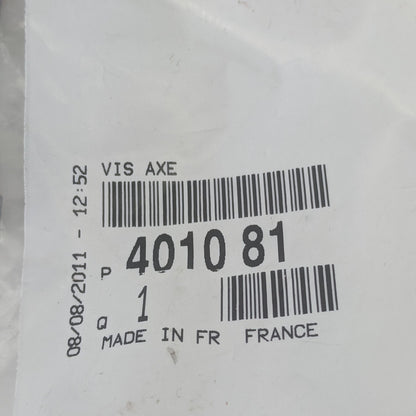 VIS AXE
P 4010 81
Q 1
MADE IN FR FRANCE
08/08/2011 - 12:52